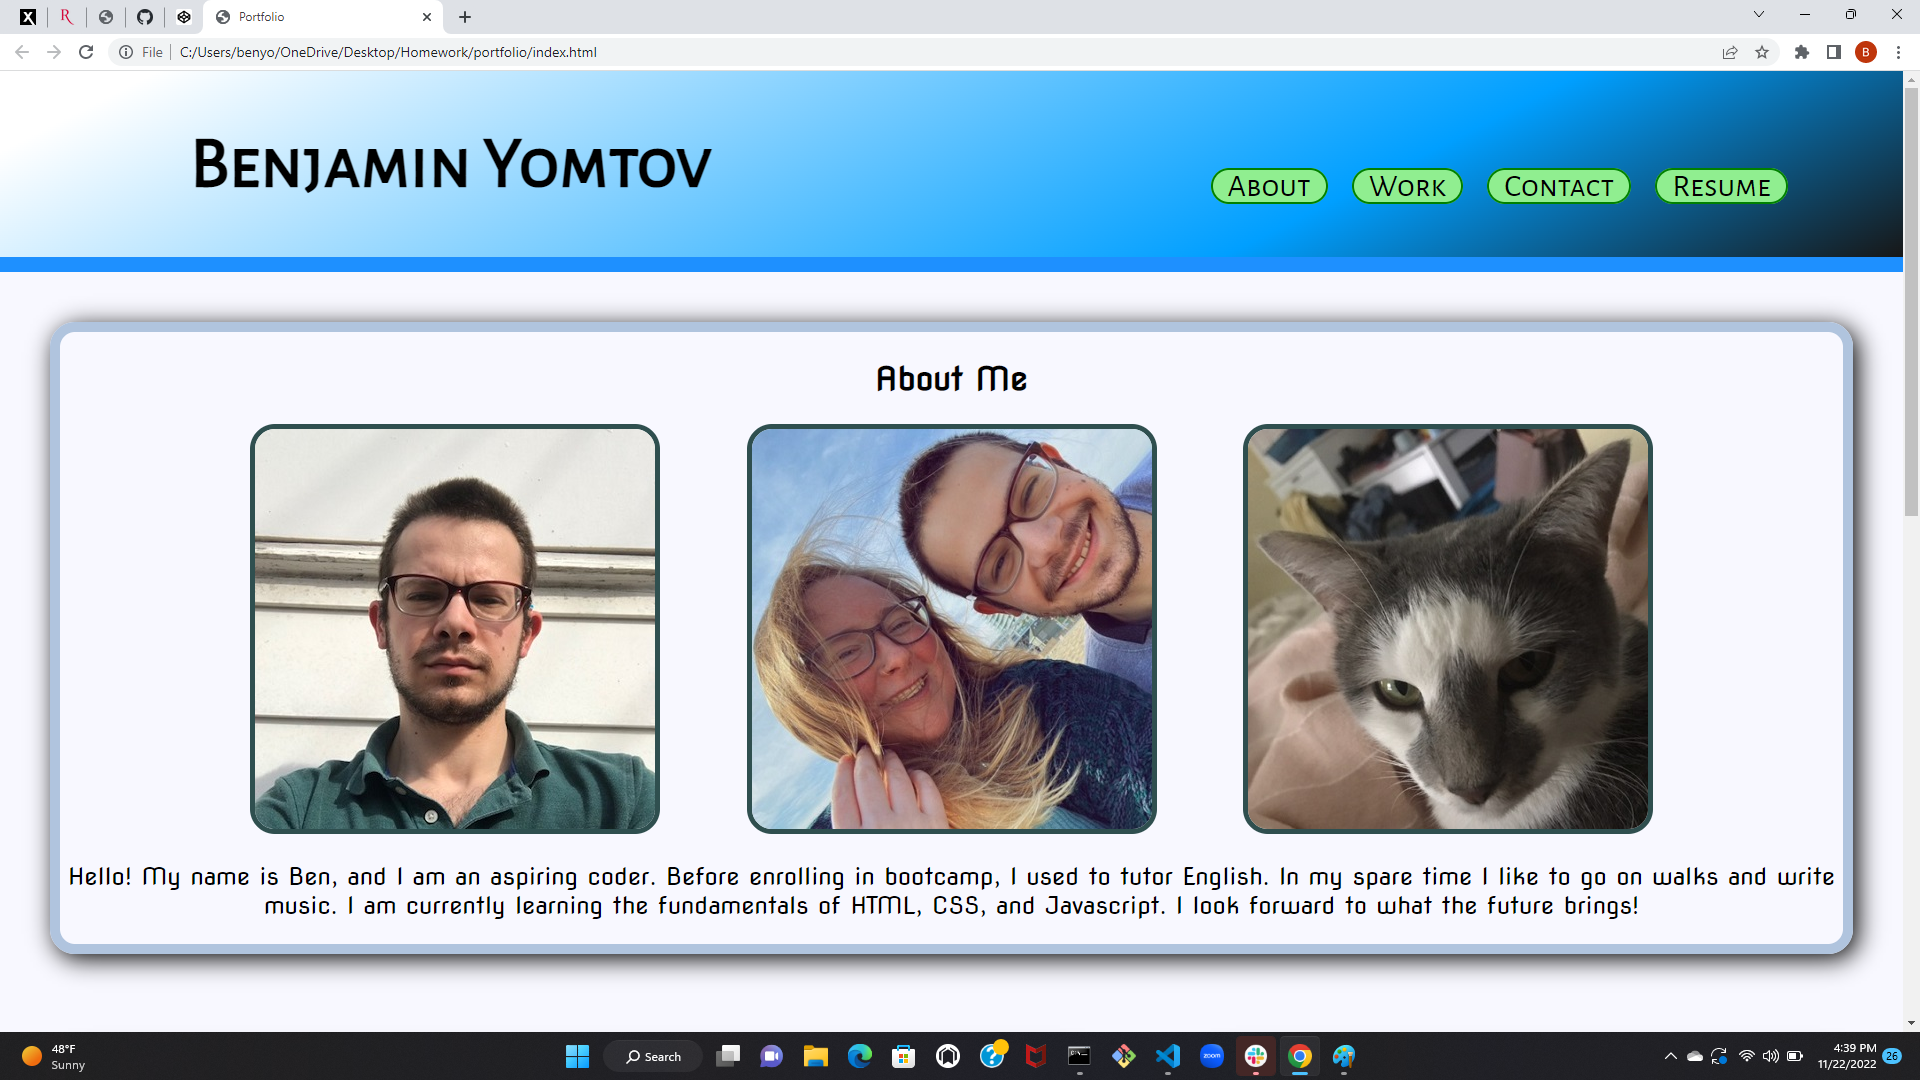 X
R
Portfolio
File
C:/Users/benyo/OneDrive/Desktop/Homework/portfolio/index.html
B
Benjamin Yomtov
About
Work
Contact
Resume
About Me
Hello! My name is Ben, and I am an aspiring coder. Before enrolling in bootcamp, I used to tutor English. In my spare time I like to go on walks and write
music. I am currently learning the fundamentals of HTML, CSS, and Javascript. I look forward to what the future brings!
48°F
Sunny
Search
zoom
4:39 PM
11/22/2022
26